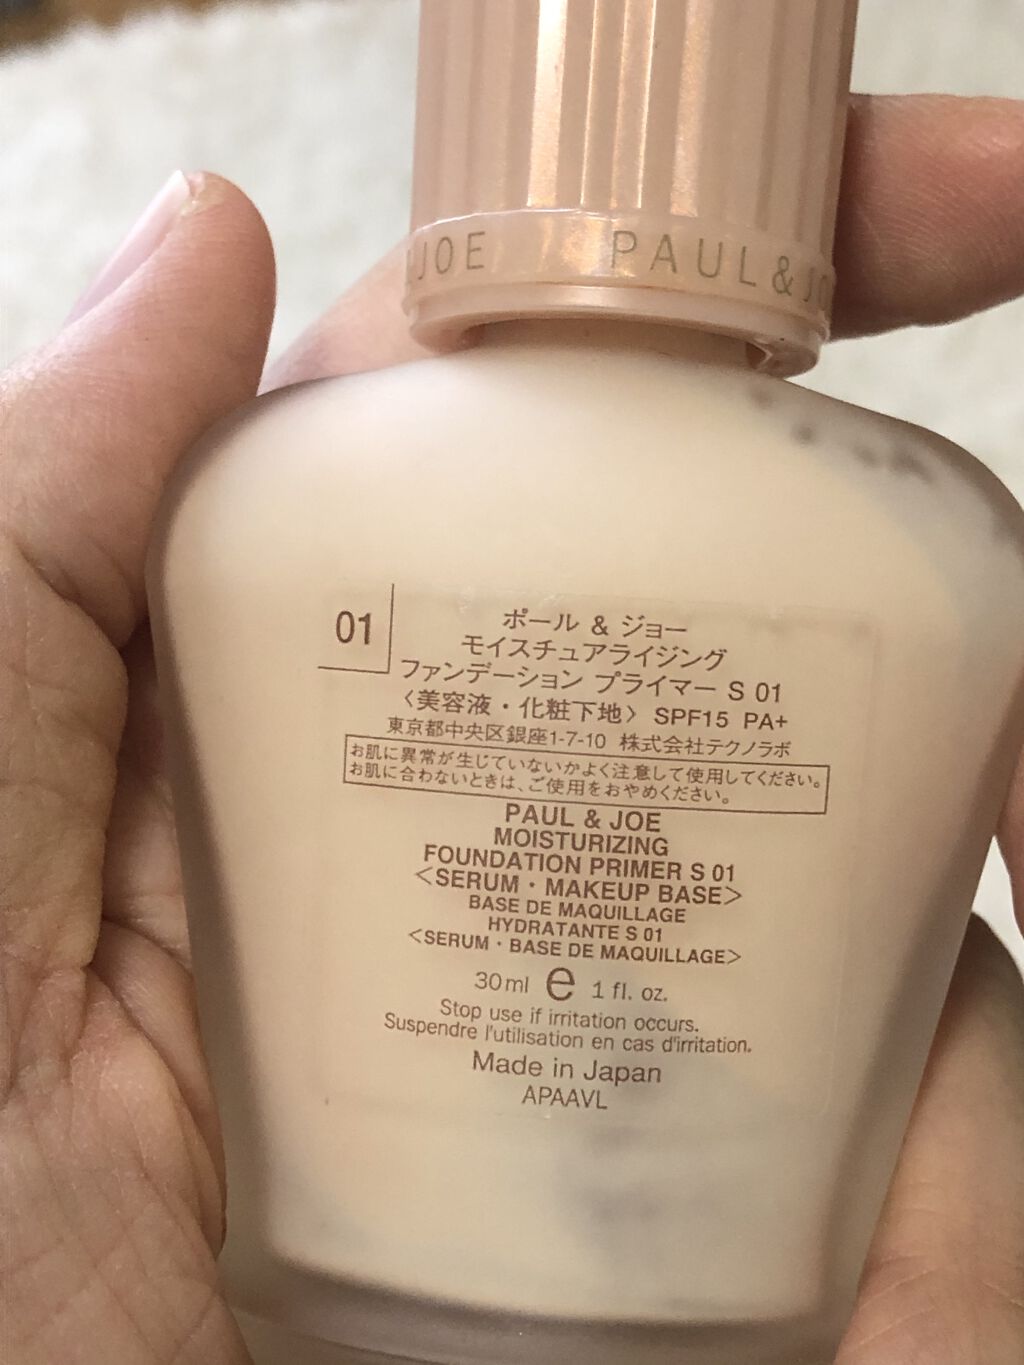 JOE PAUL & JO
01
ポール & ジョー
モイスチュアライジング
ファンデーション プライマー S 01
〈美容液・化粧下地〉 SPF15 PA+
東京都中央区銀座1-7-10 株式会社テクノラボ
お肌に異常が生じていないかよく注意して使用してください。
お肌に合わないときは、ご使用をおやめください。
PAUL & JOE
MOISTURIZING
FOUNDATION PRIMER S 01
<SERUM・MAKEUP BASE>
BASE DE MAQUILLAGE
HYDRATANTE S 01
<SERUM・BASE DE MAQUILLAGE>
30ml e 1 fl. oz.
Stop use if irritation occurs.
Suspendre l'utilisation en cas d'irritation.
Made in Japan
APAAVL